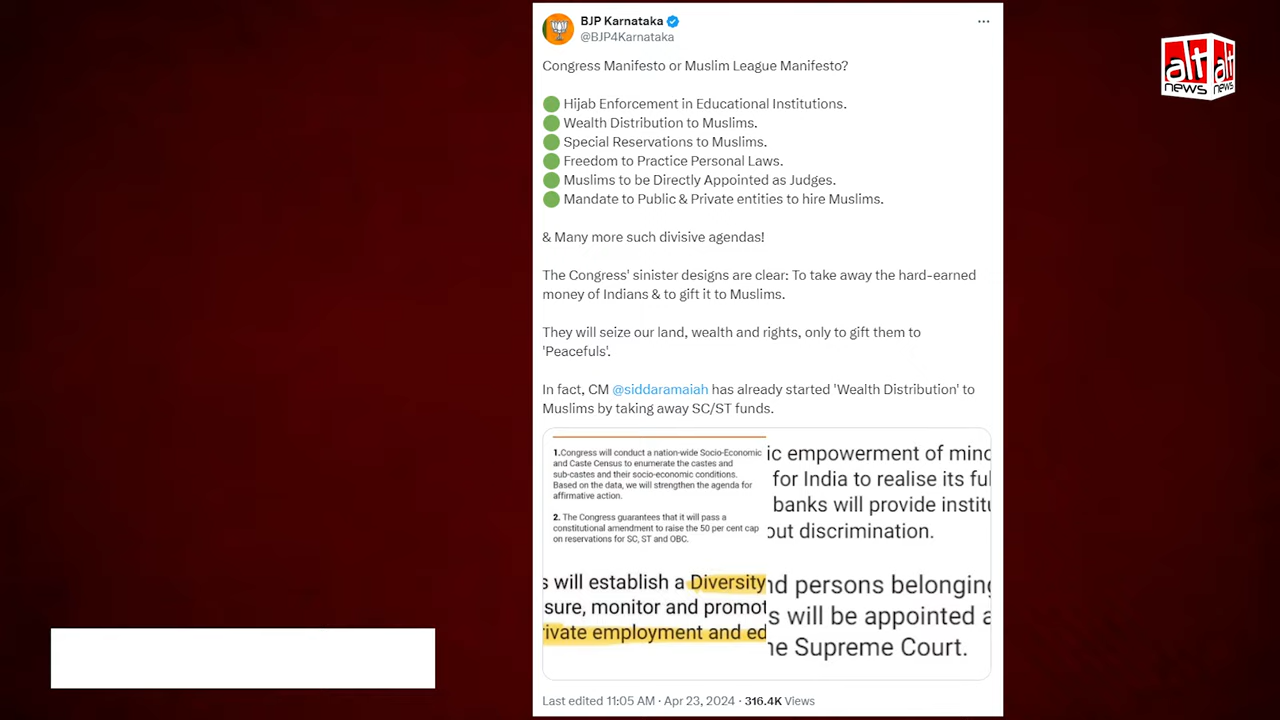 BJP Karnataka
@BJP4Karnataka
Congress Manifesto or Muslim League Manifesto?
Hijab Enforcement in Educational Institutions.
Wealth Distribution to Muslims.
Special Reservations to Muslims.
Freedom to Practice Personal Laws.
Muslims to be Directly Appointed as Judges.
Mandate to Public & Private entities to hire Muslims.
& Many more such divisive agendas!
The Congress' sinister designs are clear: To take away the hard-earned
money of Indians & to gift it to Muslims.
They will seize our land, wealth and rights, only to gift them to
'Peacefuls'.
In fact, CM @siddaramaiah has already started 'Wealth Distribution' to
Muslims by taking away SC/ST funds.
1.Congress will conduct a nation-wide Socio-Economic
and Caste Census to enumerate the castes and
sub-castes and their socio-economic conditions.
Based on the data, we will strengthen the agenda for
affirmative action.
2. The Congress guarantees that it will pass a
constitutional amendment to raise the 50 per cent cap
on reservations for SC, ST and OBC.
ic empowerment of mino
for India to realise its ful
banks will provide institu
out discrimination.
s will establish a Diversity
sure, monitor and promot
rivate employment and ed
nd persons belonging
s will be appointed a
he Supreme Court.
Last edited 11:05 AM · Apr 23, 2024 · 316.4K Views
alt news
alt news